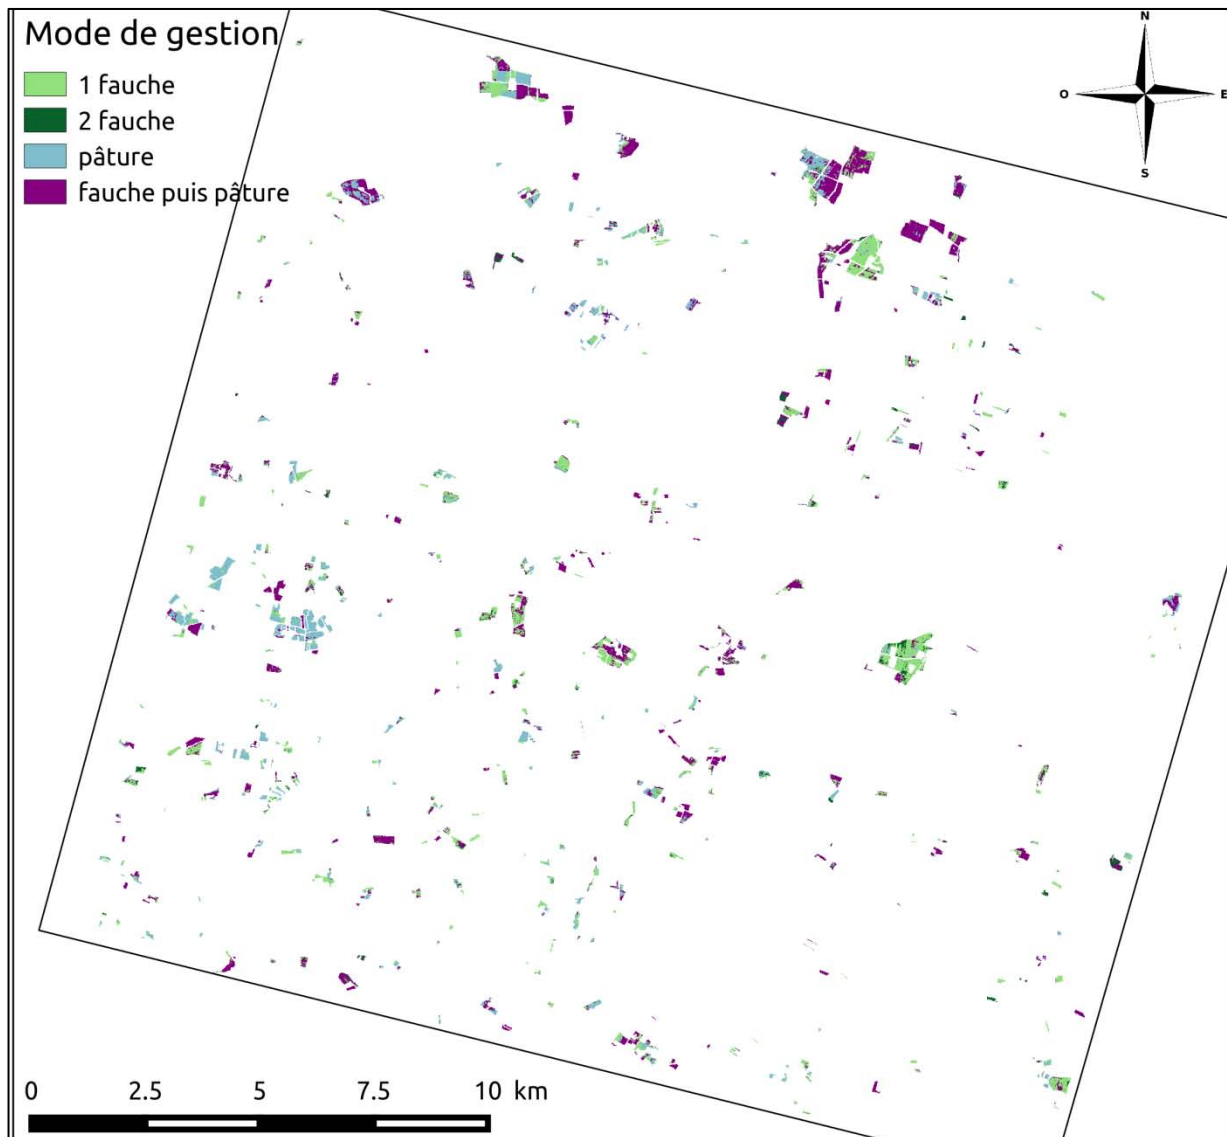 Mode de gestion
1 fauche
2 fauche
pâture
fauche puis pâture
N
O
E
S
0 2.5 5 7.5 10 km